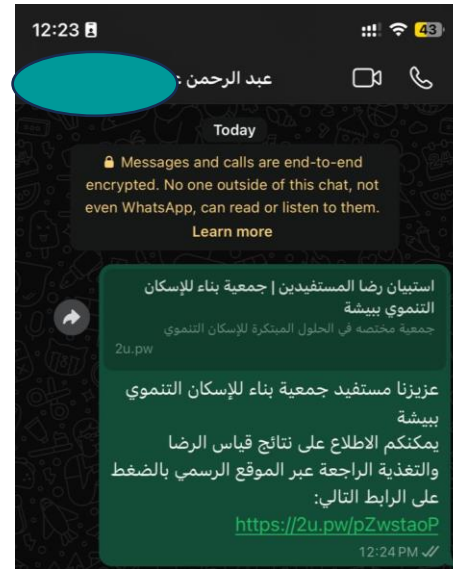 12:23
43
عبد الرحمن
Today
Messages and calls are end-to-end
encrypted. No one outside of this chat, not
even WhatsApp, can read or listen to them.
Learn more
استبيان رضا المستفيدين | جمعية بناء للإسكان
التنموي ببيشة
جمعية مختصه في الحلول المبتكرة للإسكان التنموي
2u.pw
عزيزنا مستفيد جمعية بناء للإسكان التنموي
ببيشة
يمكنكم الاطلاع على نتائج قياس الرضا
والتغذية الراجعة عبر الموقع الرسمي بالضغط
على الرابط التالي:
https://2u.pw/pZwstaoP
12:24 PM